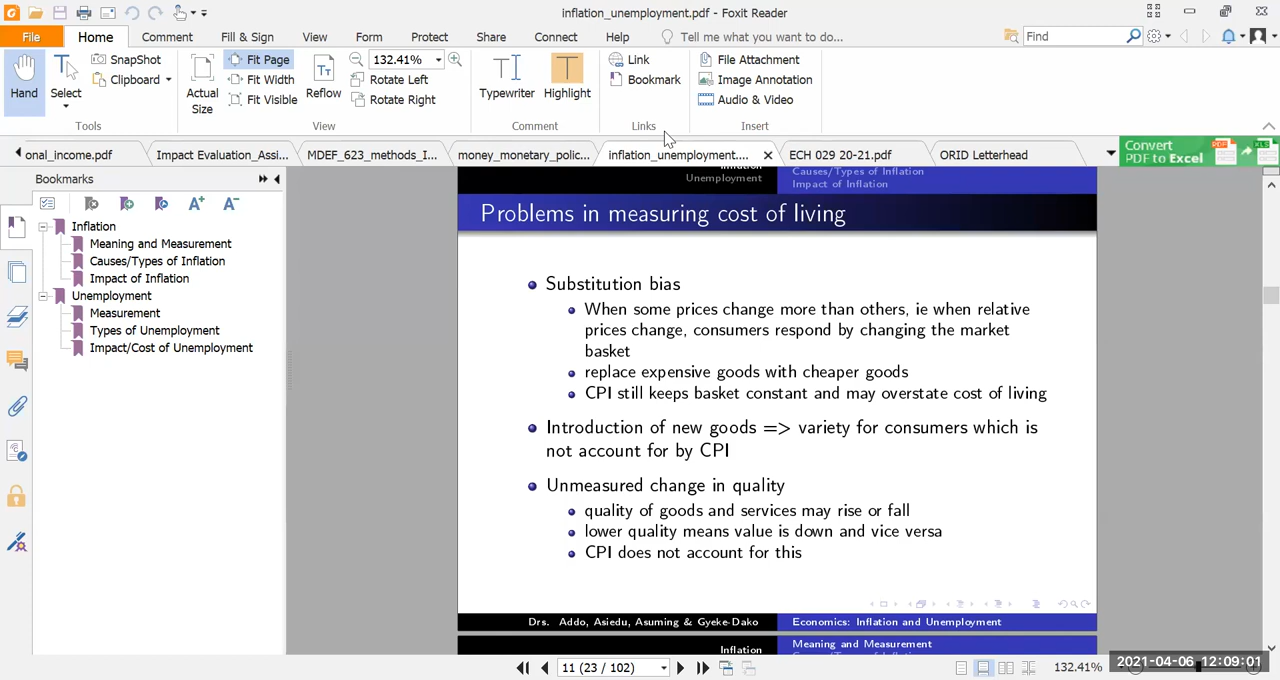 inflation_unemployment.pdf - Foxit Reader
File Home Comment Fill & Sign View Form Protect Share Connect Help Tell me what you want to do... Find
Hand
Select
SnapShot
Clipboard
Tools
Actual Size
Fit Page
Fit Width
Fit Visible
Reflow
132.41%
Rotate Left
Rotate Right
View
Typewriter
Highlight
Comment
Link
Bookmark
Links
File Attachment
Image Annotation
Audio & Video
Insert
onal_income.pdf Impact Evaluation_Assi... MDEF_623_methods_I... money_monetary_polic... inflation_unemployment.... ECH 029 20-21.pdf ORID Letterhead
Convert
PDF to Excel
Bookmarks
Inflation
Meaning and Measurement
Causes/Types of Inflation
Impact of Inflation
Unemployment
Measurement
Types of Unemployment
Impact/Cost of Unemployment
Unemployment
Causes/Types of Inflation
Impact of Inflation
Problems in measuring cost of living
Substitution bias
When some prices change more than others, ie when relative
prices change, consumers respond by changing the market
basket
replace expensive goods with cheaper goods
CPI still keeps basket constant and may overstate cost of living
Introduction of new goods => variety for consumers which is
not account for by CPI
Unmeasured change in quality
quality of goods and services may rise or fall
lower quality means value is down and vice versa
CPI does not account for this
Drs. Addo, Asiedu, Asuming & Gyeke-Dako Economics: Inflation and Unemployment
Inflation
Meaning and Measurement
11 (23 / 102)
132.41%
2021-04-06 12:09:01